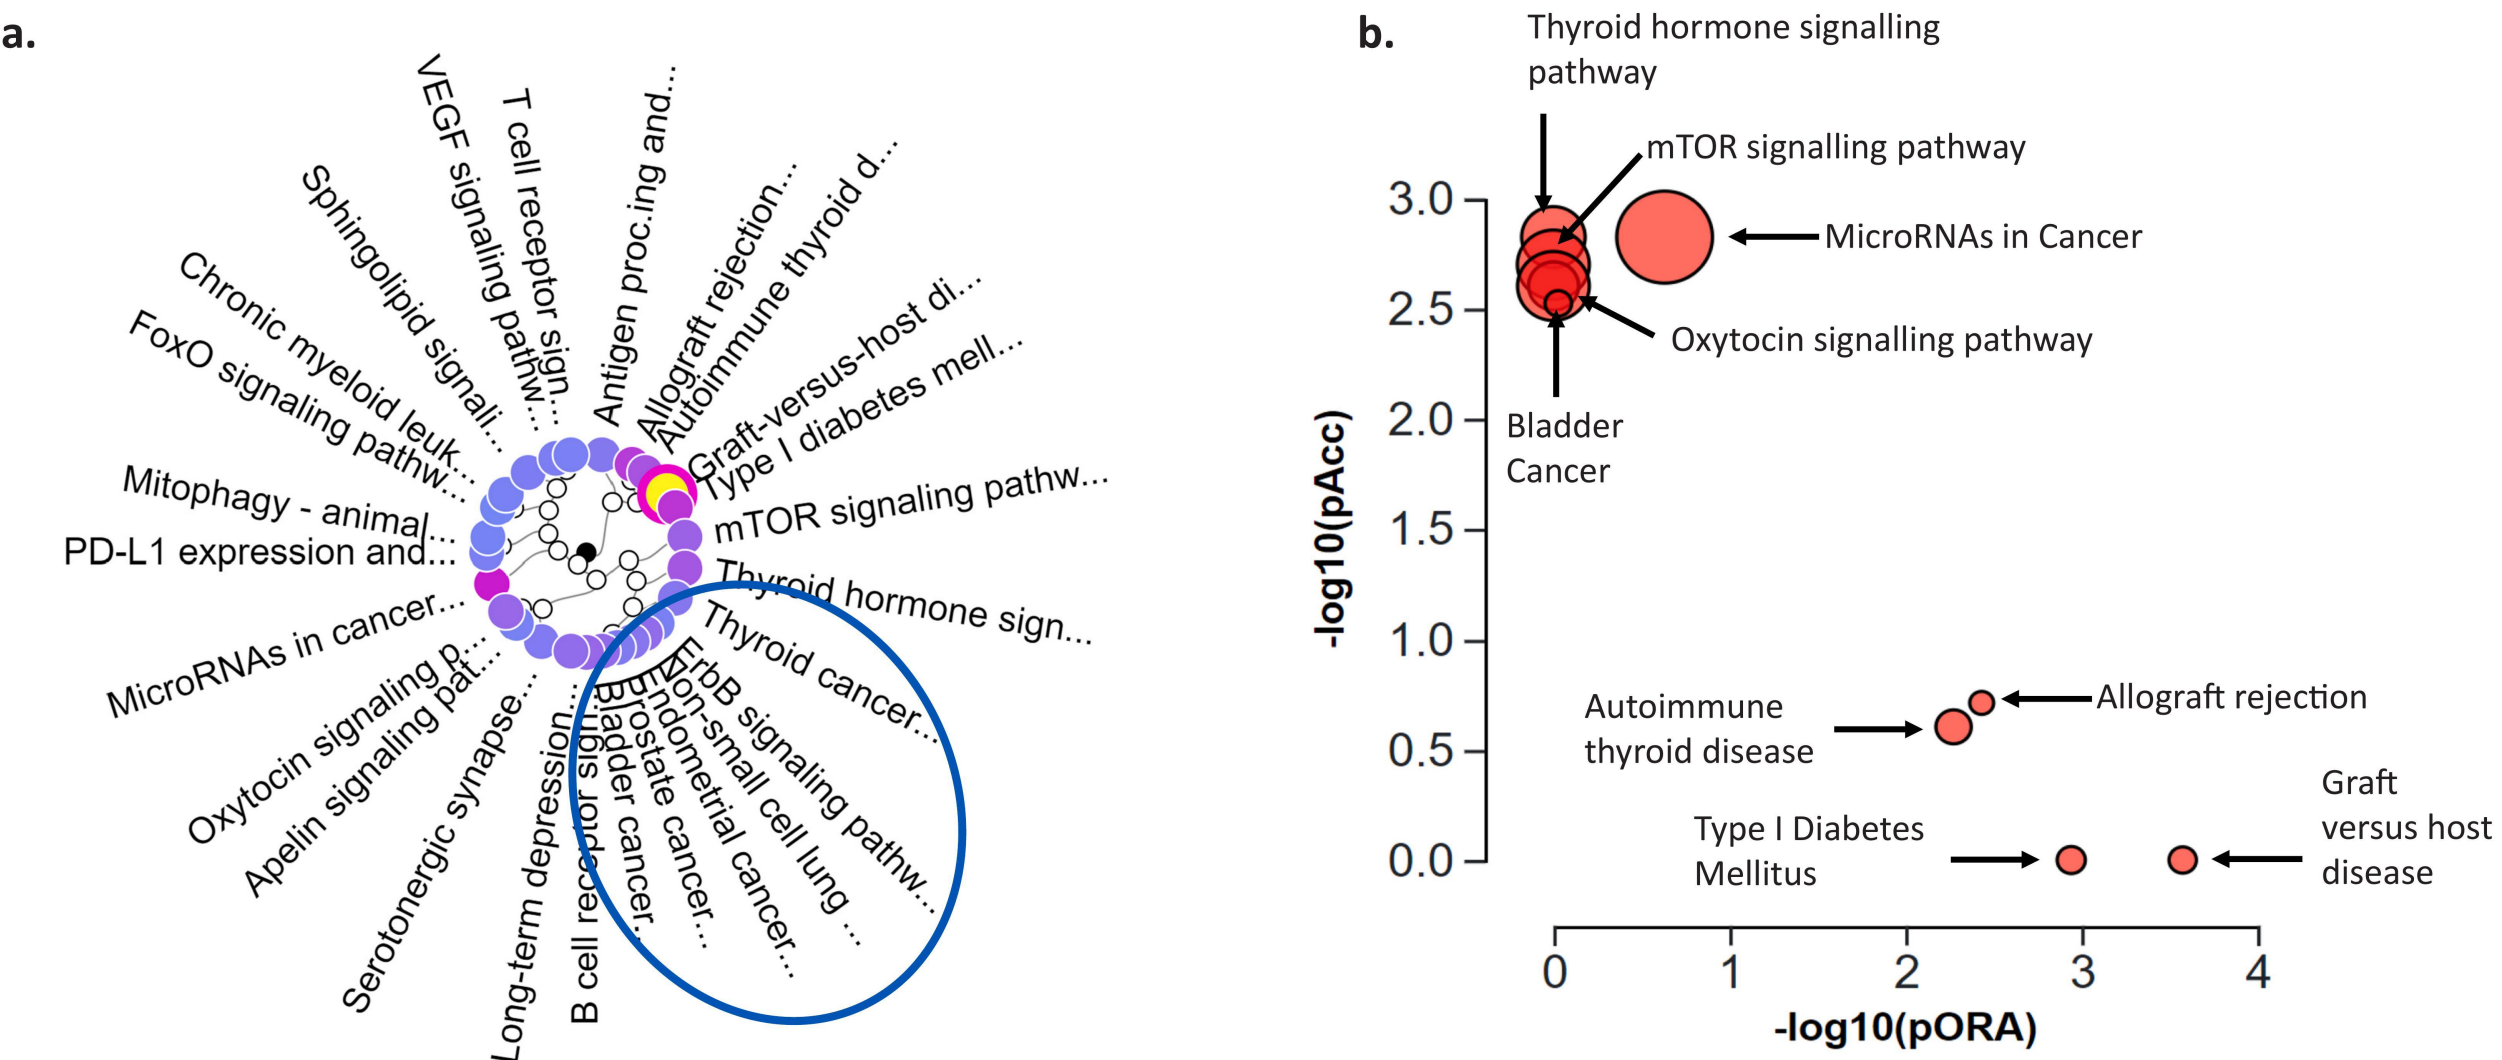 a.
VEGF signaling pathw...
T cell receptor sign...
Antigen proc.ing and...
Allograft rejection...
Autoimmune thyroid d...
Graft-versus-host di...
Type I diabetes mell...
mTOR signaling pathw...
Thyroid hormone sign...
Thyroid cancer...
ErbB signaling pathw...
Non-small cell lung ...
Endometrial cancer...
Prostate cancer...
Bladder cancer...
B cell receptor sign...
Long-term depression...
Serotonergic synapse...
Apelin signaling pat...
Oxytocin signaling p...
MicroRNAs in cancer...
PD-L1 expression and...
Mitophagy - animal...
FoxO signaling pathw...
Chronic myeloid leuk...
Sphingolipid signali...
b.
Thyroid hormone signalling
pathway
mTOR signalling pathway
MicroRNAs in Cancer
Oxytocin signalling pathway
Bladder
Cancer
Autoimmune
thyroid disease
Allograft rejection
Type I Diabetes
Mellitus
Graft
versus host
disease
-log10(pAcc)
3.0
2.5
2.0
1.5
1.0
0.5
0.0
0 1 2 3 4
-log10(pORA)